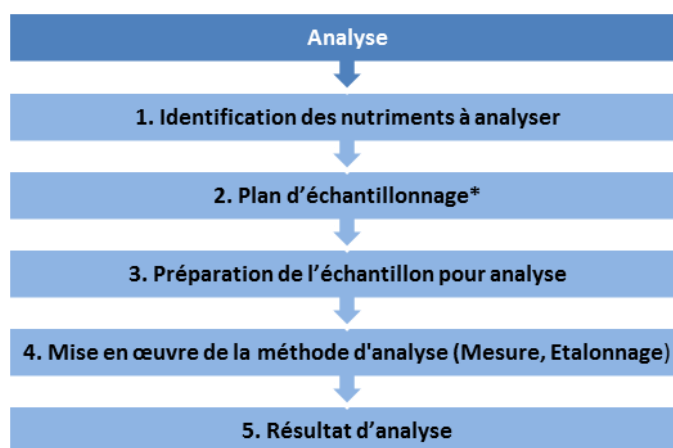 Analyse
1. Identification des nutriments à analyser
2. Plan d’échantillonnage*
3. Préparation de l’échantillon pour analyse
4. Mise en œuvre de la méthode d'analyse (Mesure, Etalonnage)
5. Résultat d’analyse